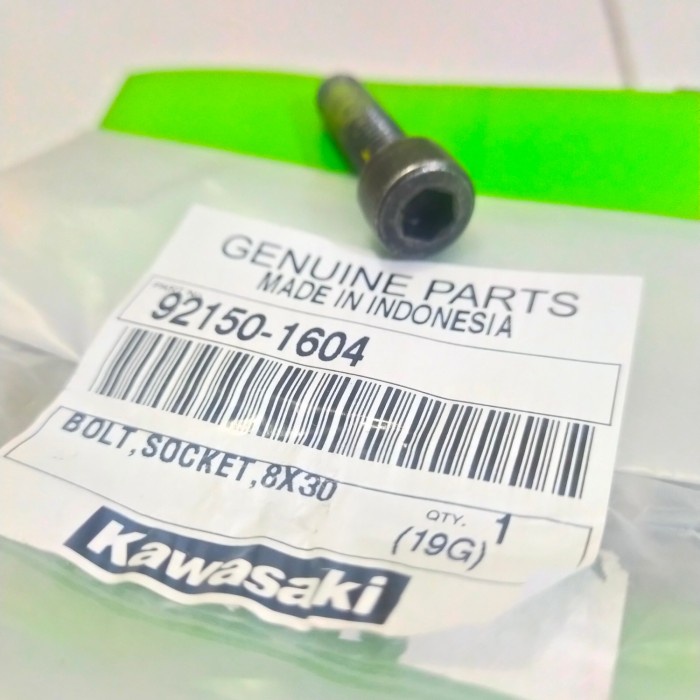 GENUINE PARTS
MADE IN INDONESIA
92150-1604
BOLT,SOCKET,8X30
QTY. 1
(19G)
Kawasaki